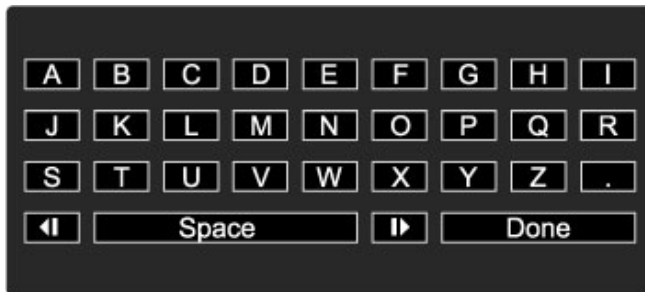 A B C D E F G H I
J K L M N O P Q R
S T U V W X Y Z .
Space Done